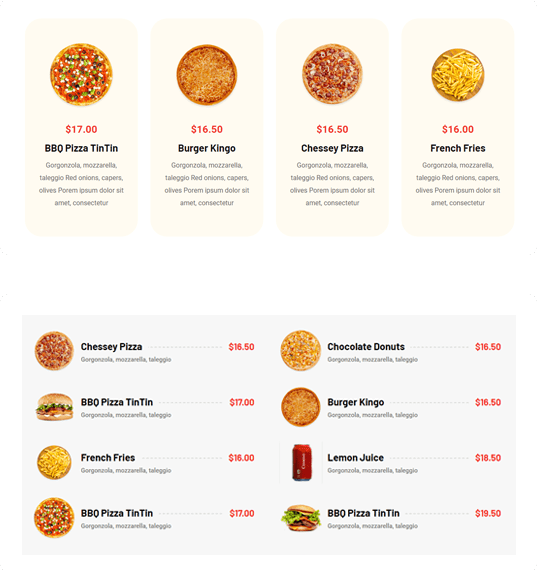 $17.00
BBQ Pizza TinTin
Gorgonzola, mozzarella,
taleggio Red onions, capers,
olives Porem ipsum dolor sit
amet, consectetur
$16.50
Burger Kingo
Gorgonzola, mozzarella,
taleggio Red onions, capers,
olives Porem ipsum dolor sit
amet, consectetur
$16.50
Chessey Pizza
Gorgonzola, mozzarella,
taleggio Red onions, capers,
olives Porem ipsum dolor sit
amet, consectetur
$16.00
French Fries
Gorgonzola, mozzarella,
taleggio Red onions, capers,
olives Porem ipsum dolor sit
amet, consectetur
Chessey Pizza $16.50
Gorgonzola, mozzarella, taleggio
BBQ Pizza TinTin $17.00
Gorgonzola, mozzarella, taleggio
French Fries $16.00
Gorgonzola, mozzarella, taleggio
BBQ Pizza TinTin $17.00
Gorgonzola, mozzarella, taleggio
Chocolate Donuts $16.50
Gorgonzola, mozzarella, taleggio
Burger Kingo $16.50
Gorgonzola, mozzarella, taleggio
Lemon Juice $18.50
Gorgonzola, mozzarella, taleggio
BBQ Pizza TinTin $19.50
Gorgonzola, mozzarella, taleggio